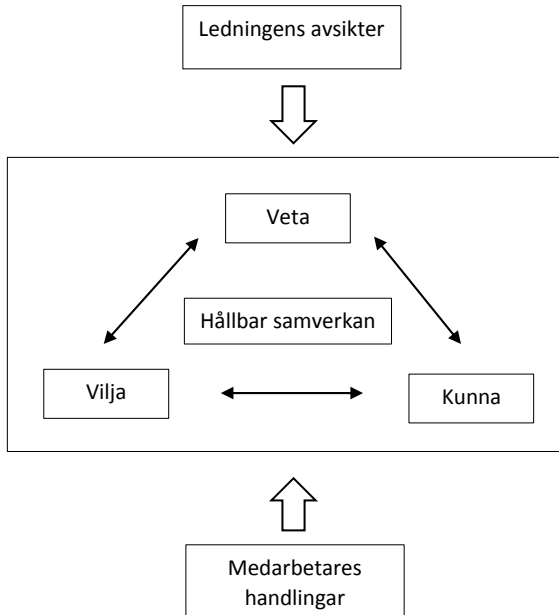 Ledningens avsikter
Veta
Hållbar samverkan
Vilja
Kunna
Medarbetares
handlingar